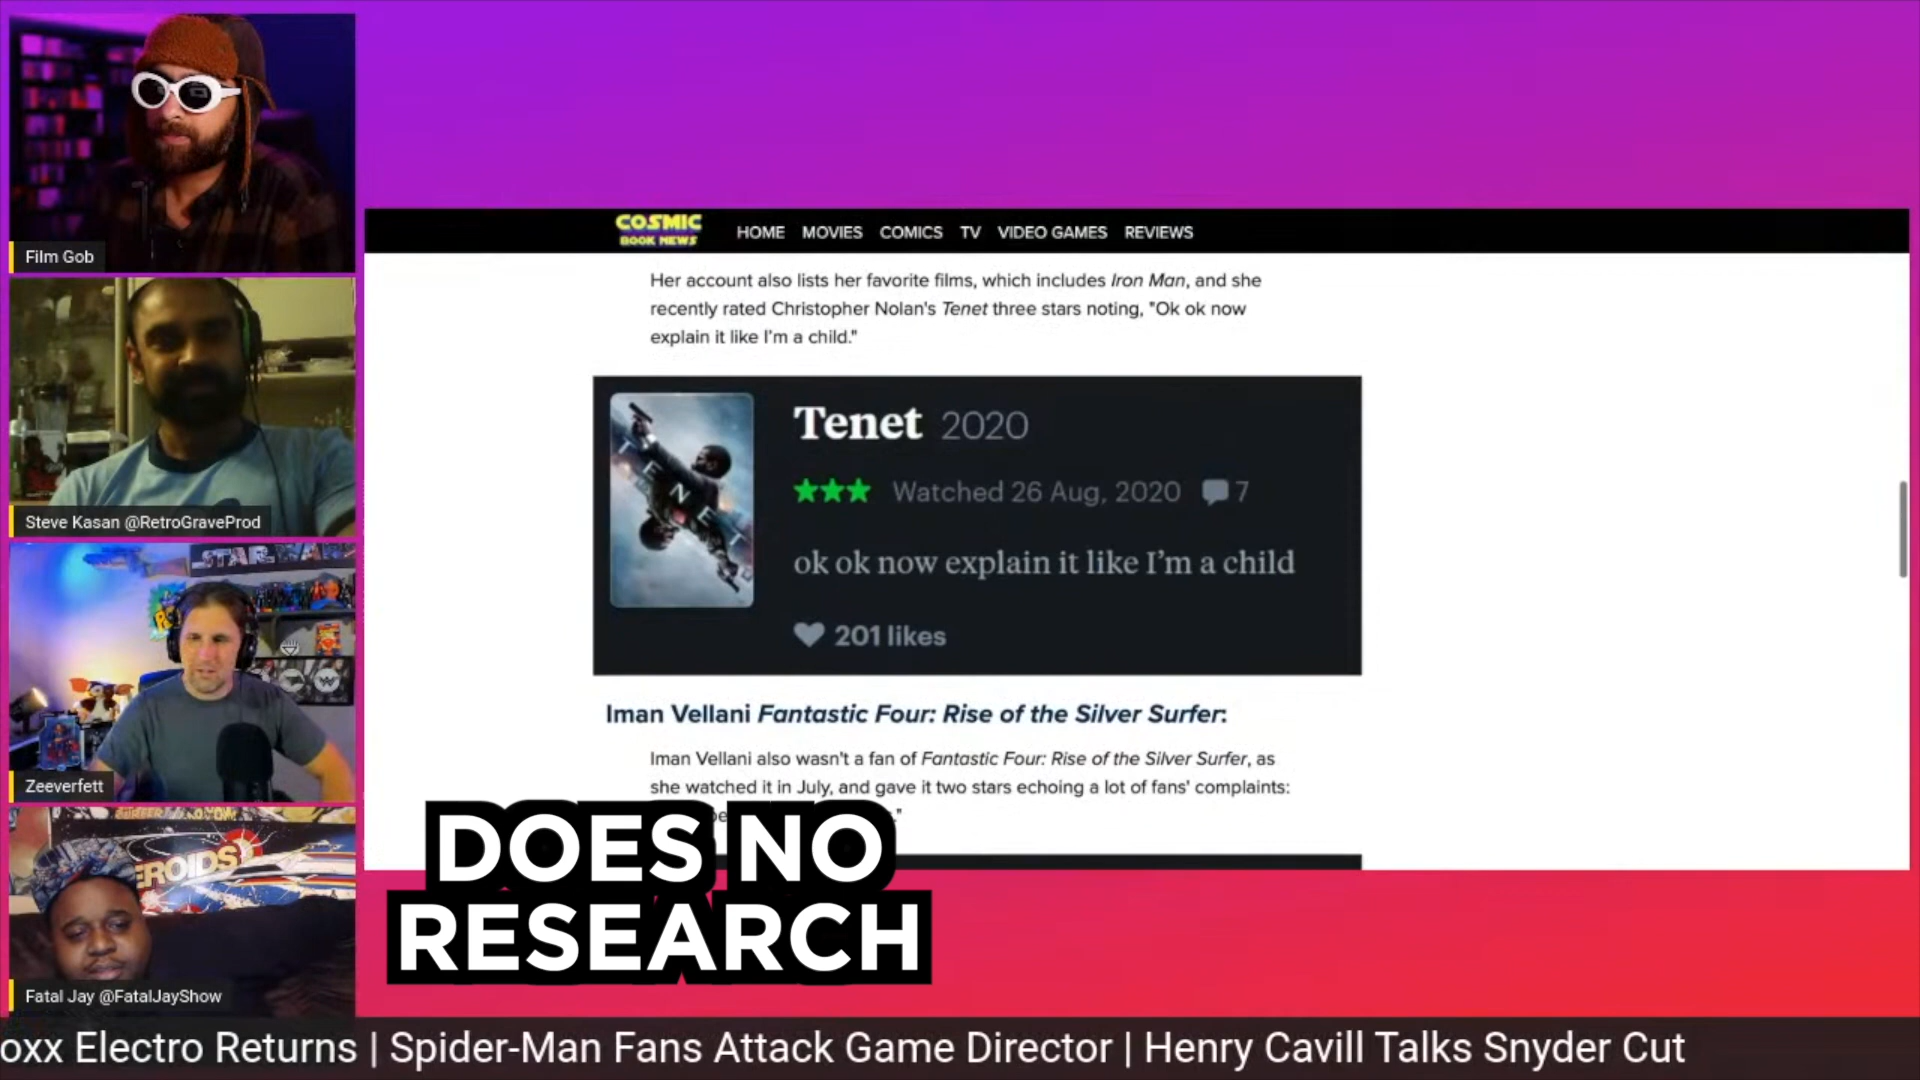 Film Gob
Steve Kasan @RetroGraveProd
STAR WARS
Zeeverfett
EROIDS
Fatal Jay @FatalJayShow
COSMIC
BOOK NEWS
HOME MOVIES COMICS TV VIDEO GAMES REVIEWS
Her account also lists her favorite films, which includes Iron Man, and she
recently rated Christopher Nolan's Tenet three stars noting, "Ok ok now
explain it like I'm a child."
TENET
Tenet 2020
Watched 26 Aug, 2020 7
ok ok now explain it like I'm a child
201 likes
Iman Vellani Fantastic Four: Rise of the Silver Surfer:
Iman Vellani also wasn't a fan of Fantastic Four: Rise of the Silver Surfer, as
she watched it in July, and gave it two stars echoing a lot of fans' complaints:
DOES NO
RESEARCH
oxx Electro Returns | Spider-Man Fans Attack Game Director | Henry Cavill Talks Snyder Cut